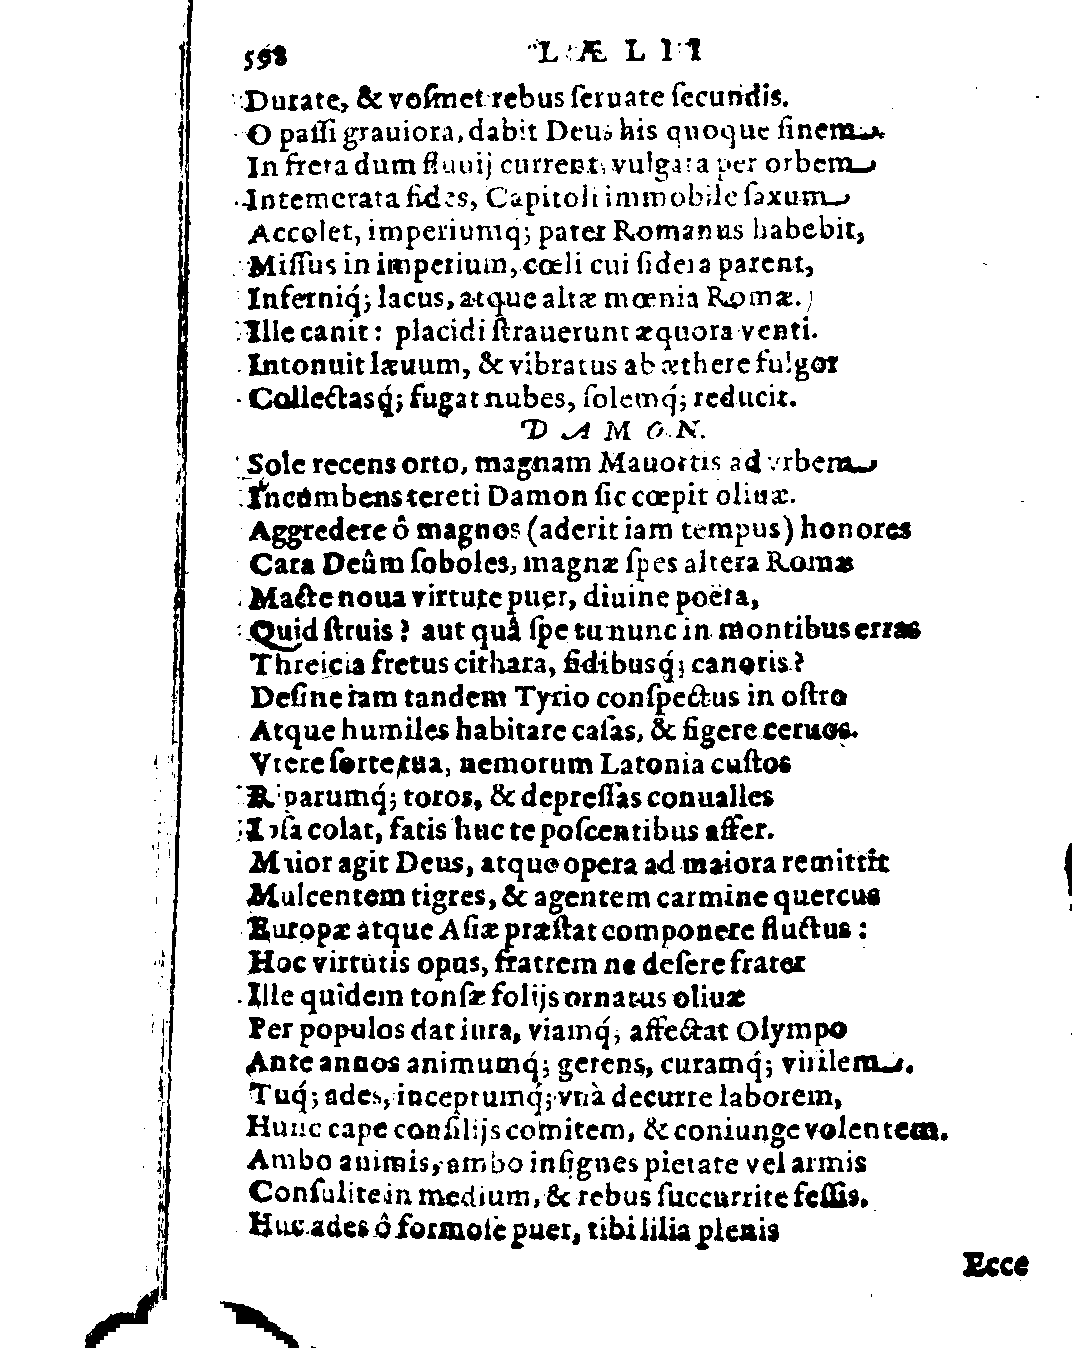 598 LÆLII
Durate, & voſmet rebus ſeruate ſecundis.
O paſſi grauiora, dabit Deus his quoque finem.
In freta dum fluuij current, vulgata per orbem
Intemerata fides, Capitoli immobile ſaxum
Accolet, imperiumq; pater Romanus habebit,
Miſſus in imperium, cœli cui ſidera parent,
Inferniq́; lacus, atque altæ mœnia Romæ.
Ille canit: placidi ſtrauerunt æquora venti.
Intonuit læuum, & vibratus ab æthere fulgor
Collectasq́; fugat nubes, ſolemq́; reducit.
DAMON.
Sole recens orto, magnam Mauortis ad vrbem
Incumbens tereti Damon ſic cœpit oliuæ.
Aggredere ô magnos (aderit iam tempus) honores
Cara Deûm ſoboles, magnæ ſpes altera Romæ
Macte noua virtute puer, diuine poëta,
Quid ſtruis? aut quâ ſpe tu nunc in montibus erras
Threicia fretus cithara, fidibusq́; canoris?
Deſine iam tandem Tyrio conſpectus in oſtro
Atque humiles habitare caſas, & figere ceruos.
Vtere ſorte tua, nemorum Latonia cuſtos
Riparumq́; toros, & depreſſas conualles
Ipſa colat, fatis huc te poſcentibus affer.
Maior agit Deus, atque opera ad maiora remittit
Mulcentem tigres, & agentem carmine quercus
Europæ atque Aſiæ præſtat componere fluctus:
Hoc virtutis opus, fratrem ne deſere frater
Ille quidem tonſæ folijs ornatus oliuæ
Per populos dat iura, viamq́; affectat Olympo
Ante annos animumq́; gerens, curamq́; virilem.
Tuq́; ades, inceptumq́; vnà decurre laborem,
Hunc cape conſilijs comitem, & coniunge volentem.
Ambo animis, ambo inſignes pietate vel armis
Conſulite in medium, & rebus ſuccurrite feſſis.
Huc ades ô formoſe puer, tibi lilia plenis
Ecce